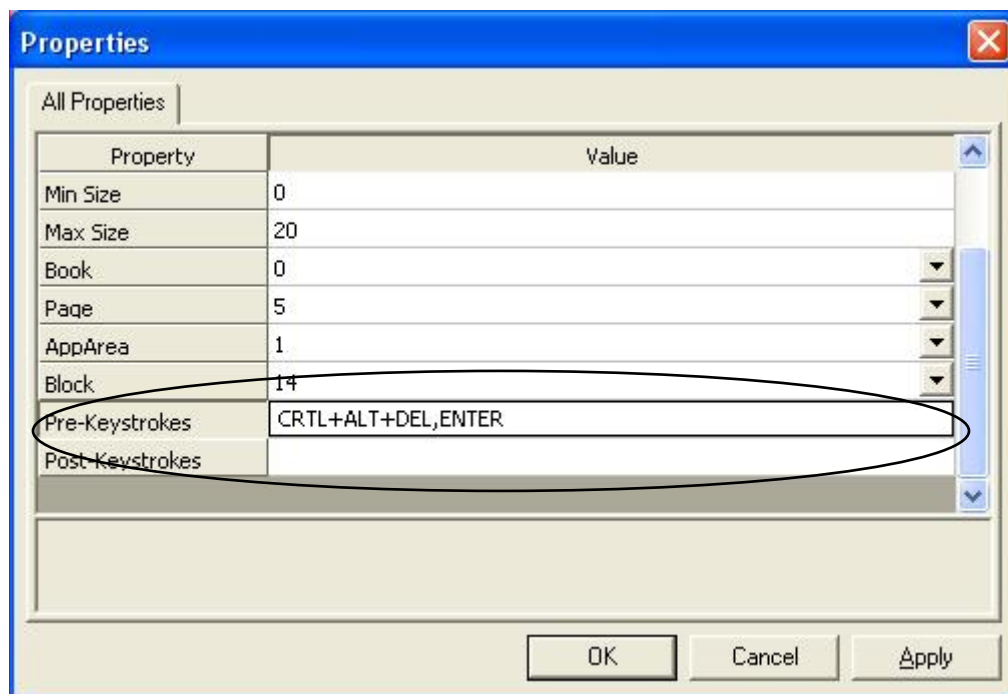 Properties
All Properties
Property Value
Min Size 0
Max Size 20
Book 0
Page 5
AppArea 1
Block 14
Pre-Keystrokes CRTL+ALT+DEL,ENTER
Post-Keystrokes
OK Cancel Apply